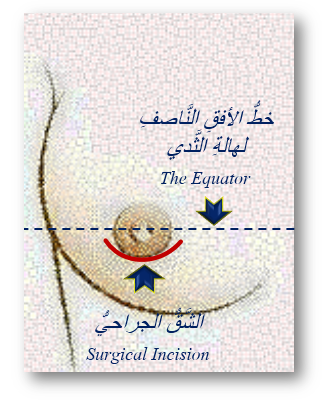 خطُّ الأفقِ النَّاصفِ
لهالةِ الثَّدي
The Equator
الشَّقُّ الجراحيُّ
Surgical Incision